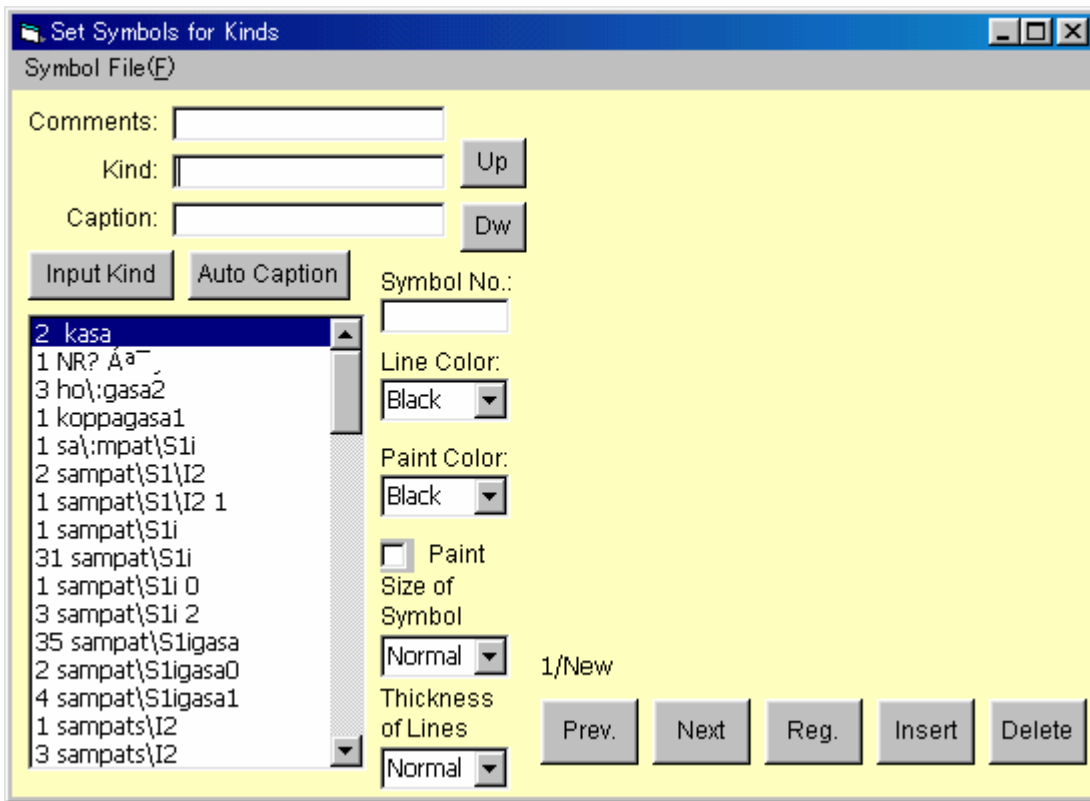 Set Symbols for Kinds
Symbol File(F)
Comments:
Kind:
Up
Caption:
Dw
Input Kind
Auto Caption
Symbol No.:
2 kasa
1 NR? Áª¯¸
3 ho\:gasa2
1 koppagasa1
1 sa\:mpat\S1i
2 sampat\S1\I2
1 sampat\S1\I2 1
1 sampat\S1i
31 sampat\S1i
1 sampat\S1i 0
3 sampat\S1i 2
35 sampat\S1igasa
2 sampat\S1igasa0
4 sampat\S1igasa1
1 sampats\I2
3 sampats\I2
Line Color:
Black
Paint Color:
Black
Paint
Size of
Symbol
Normal
Thickness
of Lines
Normal
1/New
Prev.
Next
Reg.
Insert
Delete